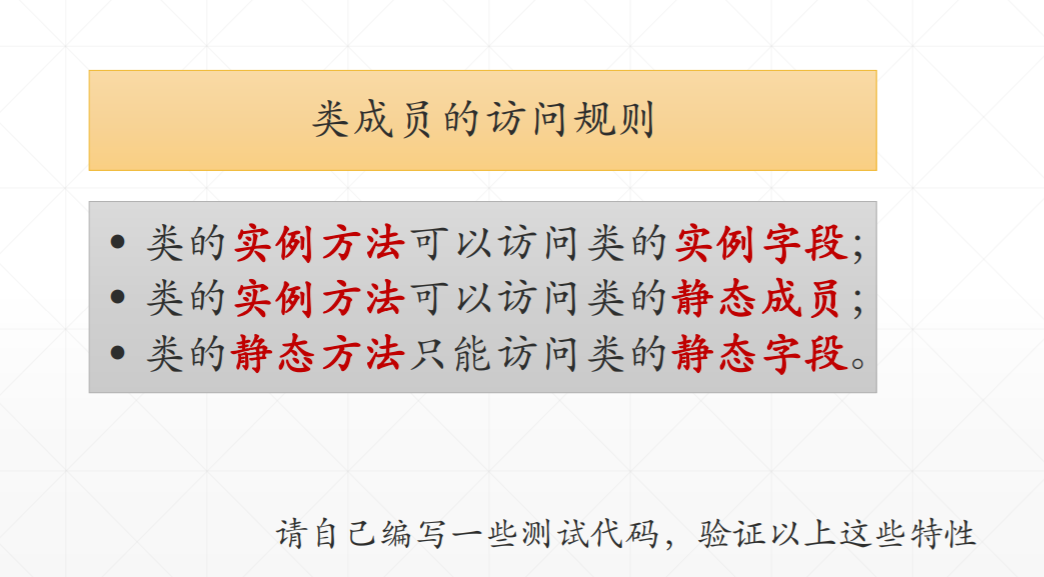 类成员的访问规则
• 类的实例方法可以访问类的实例字段；
• 类的实例方法可以访问类的静态成员；
• 类的静态方法只能访问类的静态字段。
请自己编写一些测试代码，验证以上这些特性